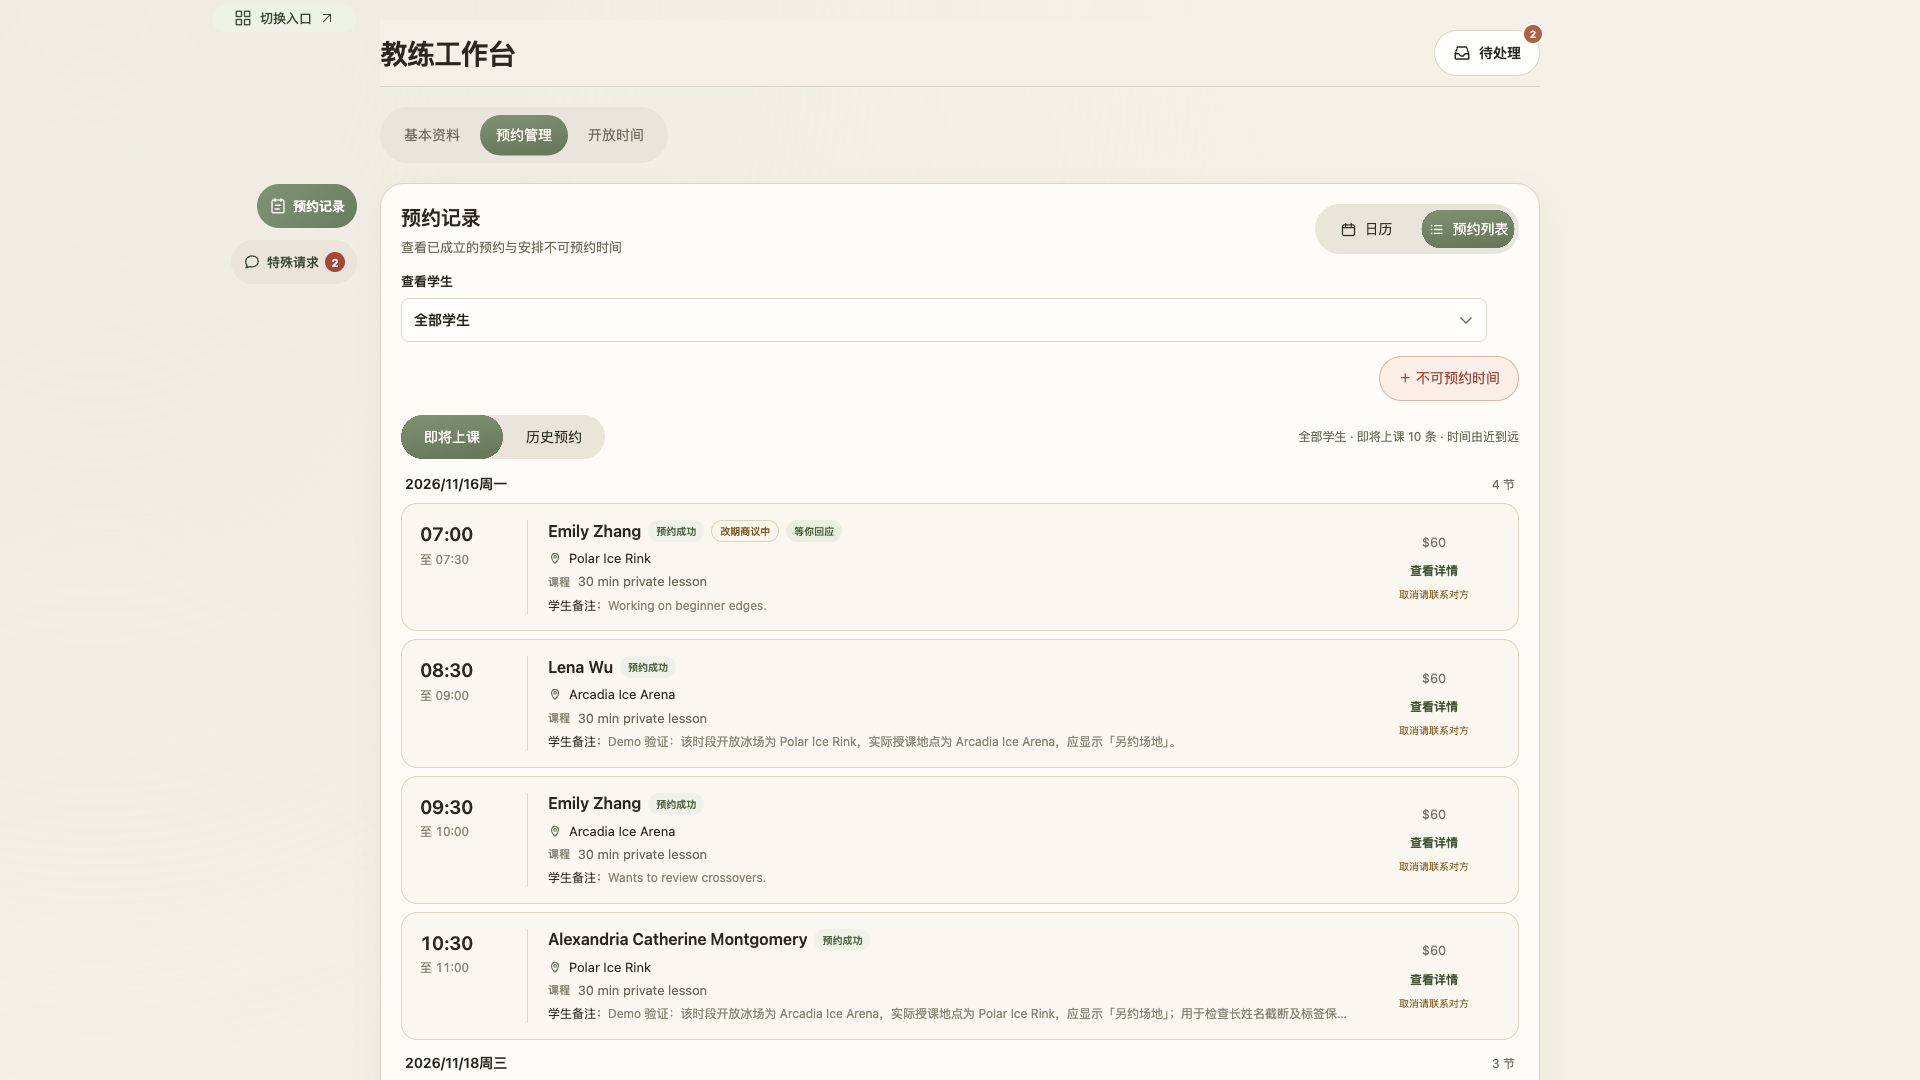 切换入口
教练工作台
待处理 2
基本资料 预约管理 开放时间
预约记录
特殊请求 2
预约记录
查看已成立的预约与安排不可预约时间
日历 预约列表
查看学生
全部学生
+ 不可预约时间
即将上课 历史预约
全部学生 · 即将上课 10 条 · 时间由近到远
2026/11/16周一 4 节
07:00
至 07:30
Emily Zhang 预约成功 改期商议中 等你回应
Polar Ice Rink
课程 30 min private lesson
学生备注：Working on beginner edges.
$60
查看详情
取消请联系对方
08:30
至 09:00
Lena Wu 预约成功
Arcadia Ice Arena
课程 30 min private lesson
学生备注：Demo 验证：该时段开放冰场为 Polar Ice Rink，实际授课地点为 Arcadia Ice Arena，应显示「另约场地」。
$60
查看详情
取消请联系对方
09:30
至 10:00
Emily Zhang 预约成功
Arcadia Ice Arena
课程 30 min private lesson
学生备注：Wants to review crossovers.
$60
查看详情
取消请联系对方
10:30
至 11:00
Alexandria Catherine Montgomery 预约成功
Polar Ice Rink
课程 30 min private lesson
学生备注：Demo 验证：该时段开放冰场为 Arcadia Ice Arena，实际授课地点为 Polar Ice Rink，应显示「另约场地」；用于检查长姓名截断及标签保...
$60
查看详情
取消请联系对方
2026/11/18周三 3 节